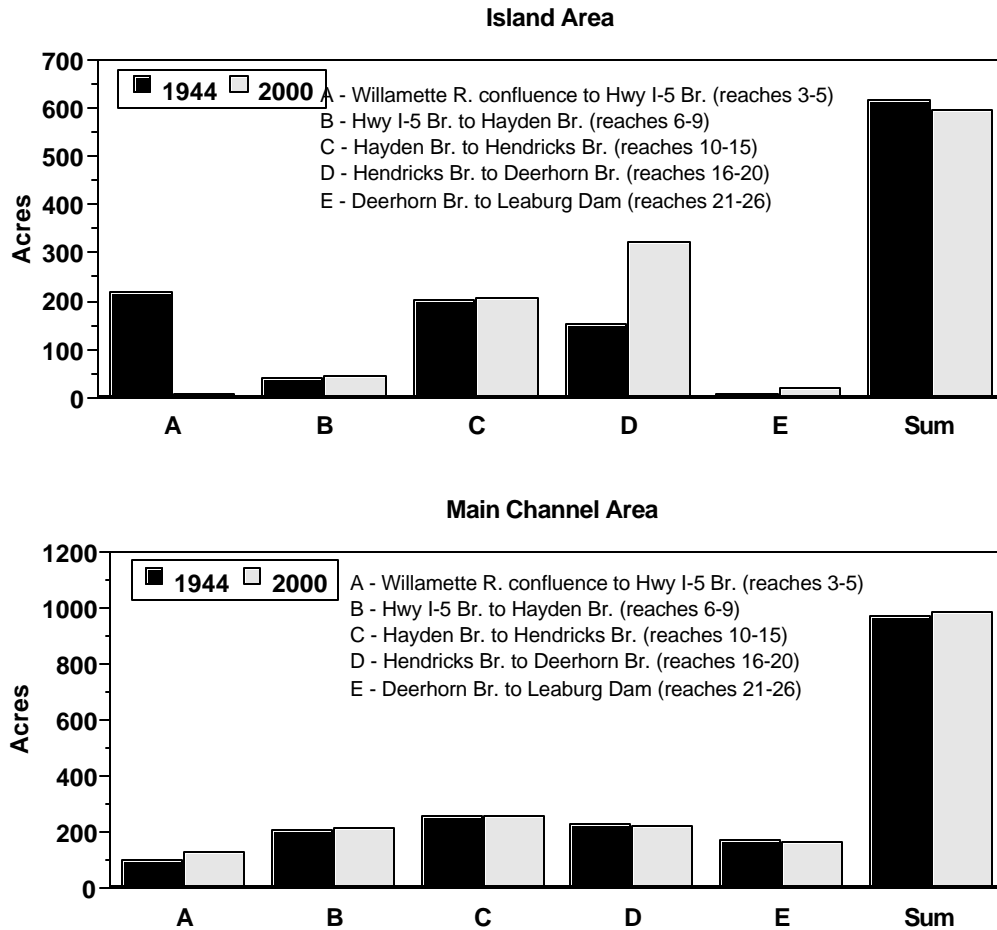 Island Area
700
600
500
400
300
200
100
0
Acres
1944 2000
A - Willamette R. confluence to Hwy I-5 Br. (reaches 3-5)
B - Hwy I-5 Br. to Hayden Br. (reaches 6-9)
C - Hayden Br. to Hendricks Br. (reaches 10-15)
D - Hendricks Br. to Deerhorn Br. (reaches 16-20)
E - Deerhorn Br. to Leaburg Dam (reaches 21-26)
A B C D E Sum
Main Channel Area
1200
1000
800
600
400
200
0
Acres
1944 2000
A - Willamette R. confluence to Hwy I-5 Br. (reaches 3-5)
B - Hwy I-5 Br. to Hayden Br. (reaches 6-9)
C - Hayden Br. to Hendricks Br. (reaches 10-15)
D - Hendricks Br. to Deerhorn Br. (reaches 16-20)
E - Deerhorn Br. to Leaburg Dam (reaches 21-26)
A B C D E Sum